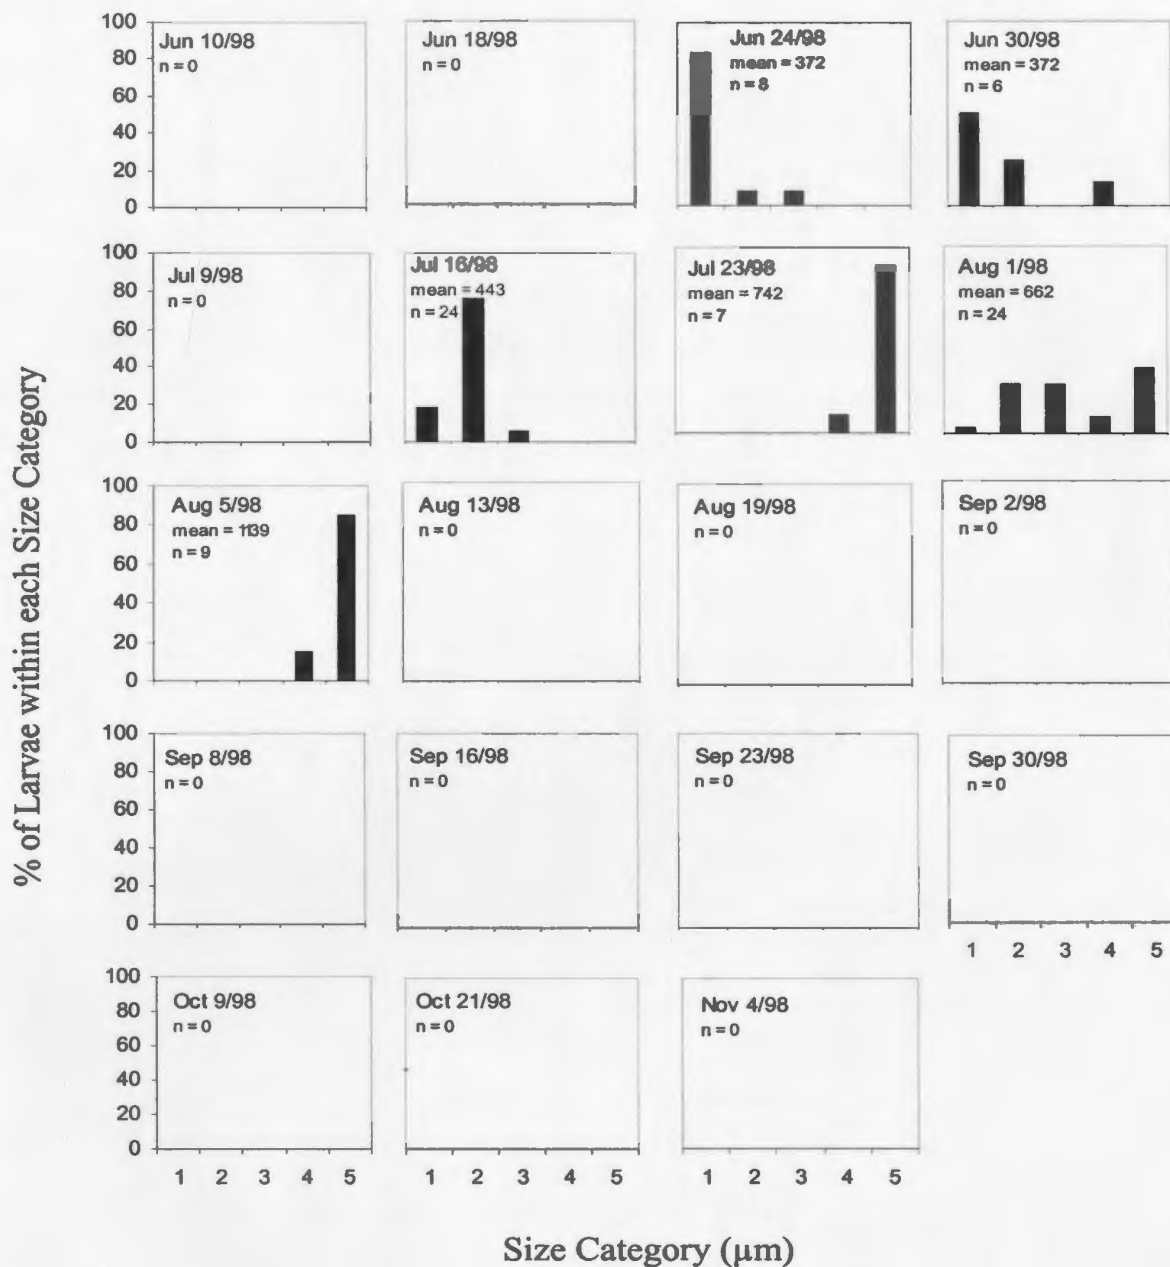 % of Larvae within each Size Category
100
80
60
40
20
0
Jun 10/98
n = 0
Jun 18/98
n = 0
Jun 24/98
mean = 372
n = 8
Jun 30/98
mean = 372
n = 6
100
80
60
40
20
0
Jul 9/98
n = 0
Jul 16/98
mean = 443
n = 24
Jul 23/98
mean = 742
n = 7
Aug 1/98
mean = 662
n = 24
100
80
60
40
20
0
Aug 5/98
mean = 1139
n = 9
Aug 13/98
n = 0
Aug 19/98
n = 0
Sep 2/98
n = 0
100
80
60
40
20
0
Sep 8/98
n = 0
Sep 16/98
n = 0
Sep 23/98
n = 0
Sep 30/98
n = 0
1 2 3 4 5
100
80
60
40
20
0
Oct 9/98
n = 0
Oct 21/98
n = 0
Nov 4/98
n = 0
1 2 3 4 5
1 2 3 4 5
1 2 3 4 5
Size Category (µm)